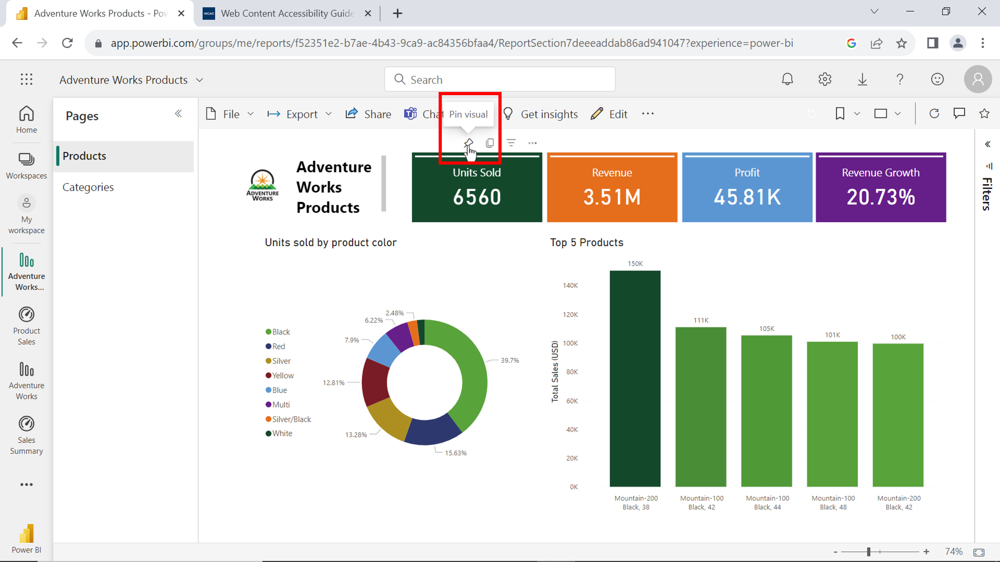 Adventure Works Products - Pow
WCAG
Web Content Accessibility Guide
app.powerbi.com/groups/me/reports/f52351e2-b7ae-4b43-9ca9-ac84356bfaa4/ReportSection7deeeaddab86ad941047?experience=power-bi
Adventure Works Products
Search
Home
Workspaces
My
workspace
Adventure
Works...
Product
Sales
Adventure
Works
Sales
Summary
Power BI
Pages
Products
Categories
File
Export
Share
Chat
Pin visual
Get insights
Edit
ADVENTURE
WORKS
Adventure
Works
Products
Units Sold
6560
Revenue
3.51M
Profit
45.81K
Revenue Growth
20.73%
Filters
Units sold by product color
Black
Red
Silver
Yellow
Blue
Multi
Silver/Black
White
2.48%
6.22%
7.9%
12.81%
13.28%
15.63%
39.7%
Top 5 Products
Total Sales (USD)
140K
120K
100K
80K
60K
40K
20K
0K
150K
111K
105K
101K
100K
Mountain-200
Black, 38
Mountain-100
Black, 42
Mountain-100
Black, 44
Mountain-100
Black, 48
Mountain-200
Black, 42
- + 74%